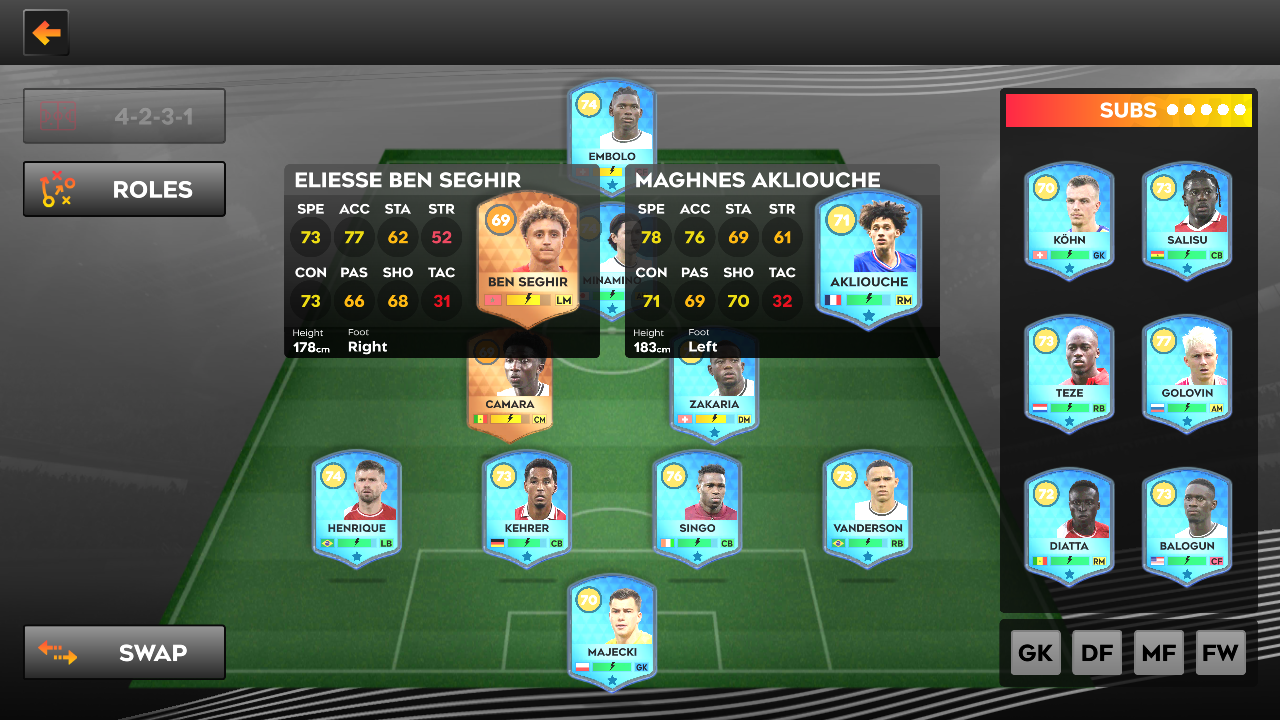 4-2-3-1
ROLES
SWAP
74
EMBOLO
ELIESSE BEN SEGHIR
SPE ACC STA STR
73 77 62 52
CON PAS SHO TAC
73 66 68 31
Height Foot
178cm Right
69
BEN SEGHIR
LM
MAGHNES AKLIOUCHE
SPE ACC STA STR
78 76 69 61
CON PAS SHO TAC
71 69 70 32
Height Foot
183cm Left
71
AKLIOUCHE
RM
CAMARA
CM
ZAKARIA
DM
74
HENRIQUE
LB
73
KEHRER
CB
76
SINGO
CB
73
VANDERSON
RB
70
MAJECKI
GK
SUBS
70
KÖHN
GK
73
SALISU
CB
73
TEZE
RB
77
GOLOVIN
AM
72
DIATTA
RM
73
BALOGUN
CF
GK DF MF FW